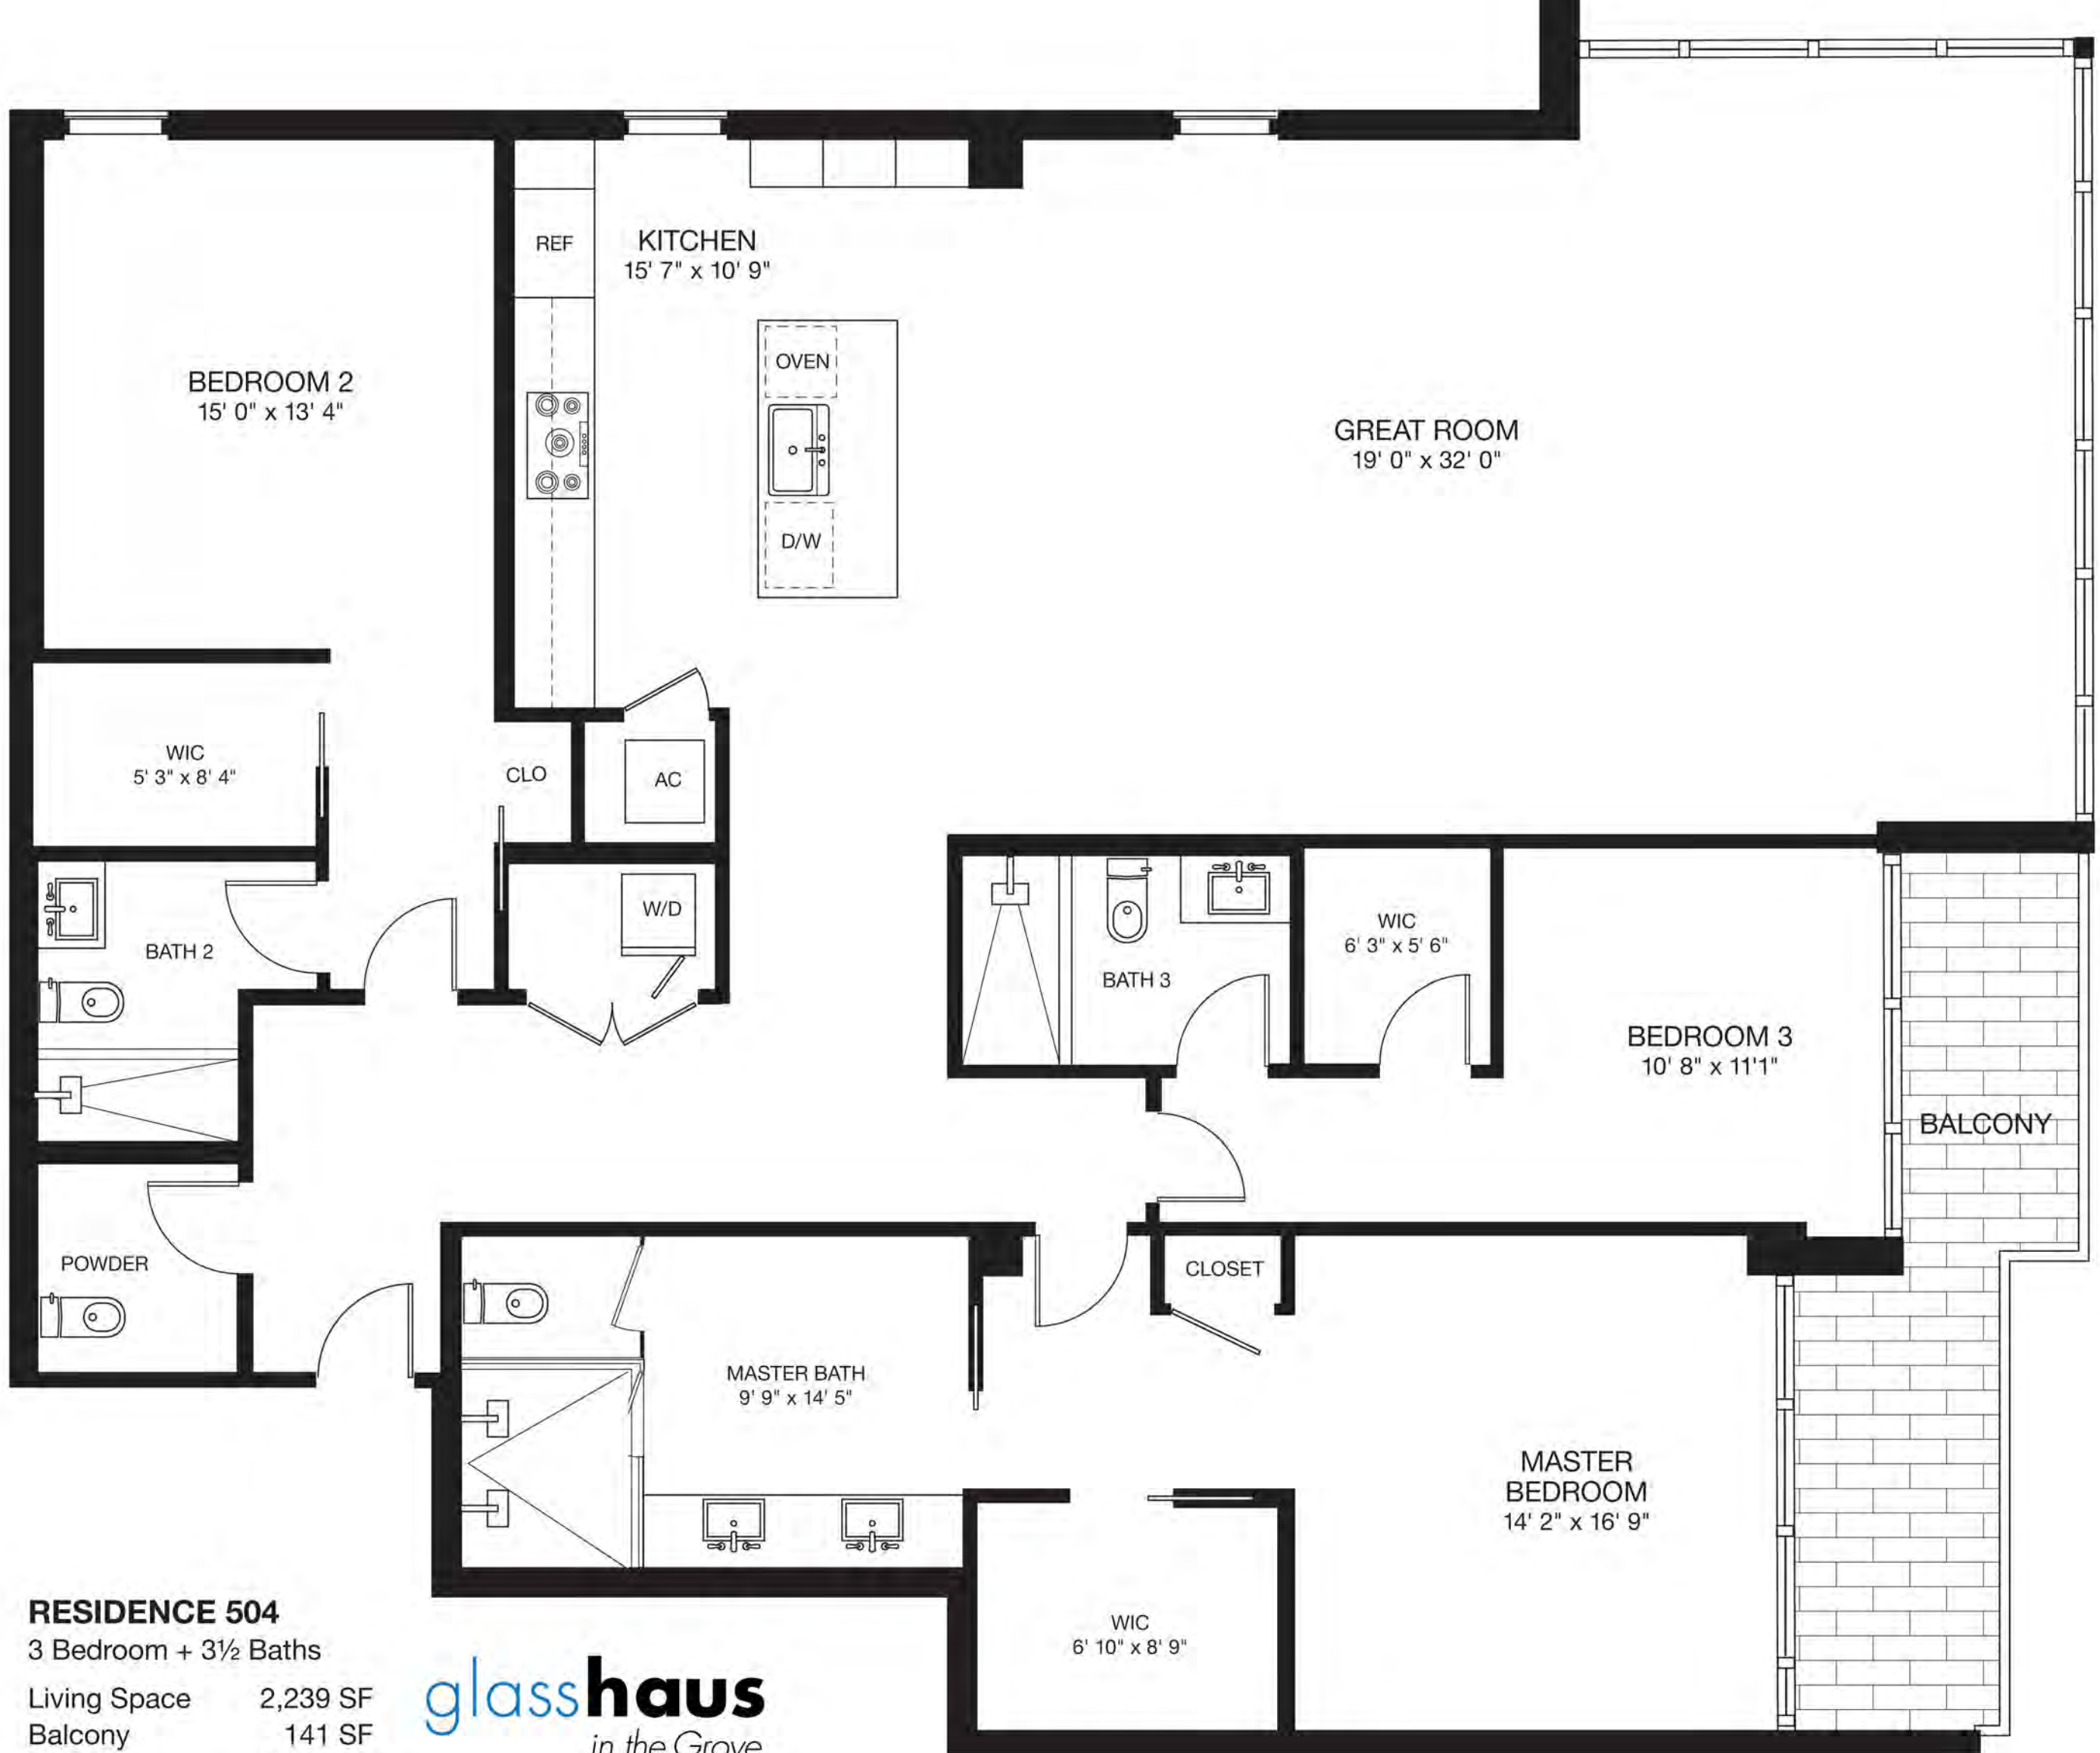 REF
KITCHEN
15' 7" x 10' 9"
OVEN
D/W
BEDROOM 2
15' 0" x 13' 4"
GREAT ROOM
19' 0" x 32' 0"
WIC
5' 3" x 8' 4"
CLO
AC
W/D
BATH 2
BATH 3
WIC
6' 3" x 5' 6"
BEDROOM 3
10' 8" x 11'1"
BALCONY
POWDER
CLOSET
MASTER BATH
9' 9" x 14' 5"
MASTER
BEDROOM
14' 2" x 16' 9"
WIC
6' 10" x 8' 9"
RESIDENCE 504
3 Bedroom + 3½ Baths
Living Space 2,239 SF
Balcony 141 SF
glasshaus
in the Grove